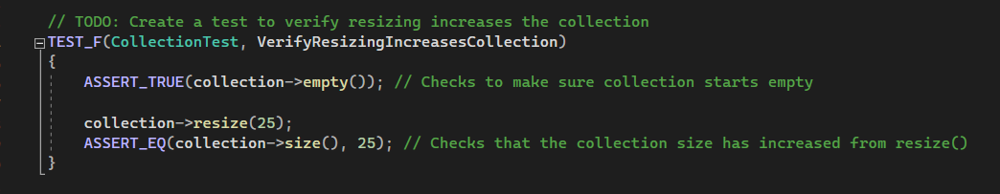 // TODO: Create a test to verify resizing increases the collection
TEST_F(CollectionTest, VerifyResizingIncreasesCollection)
{
ASSERT_TRUE(collection->empty()); // Checks to make sure collection starts empty
collection->resize(25);
ASSERT_EQ(collection->size(), 25); // Checks that the collection size has increased from resize()
}